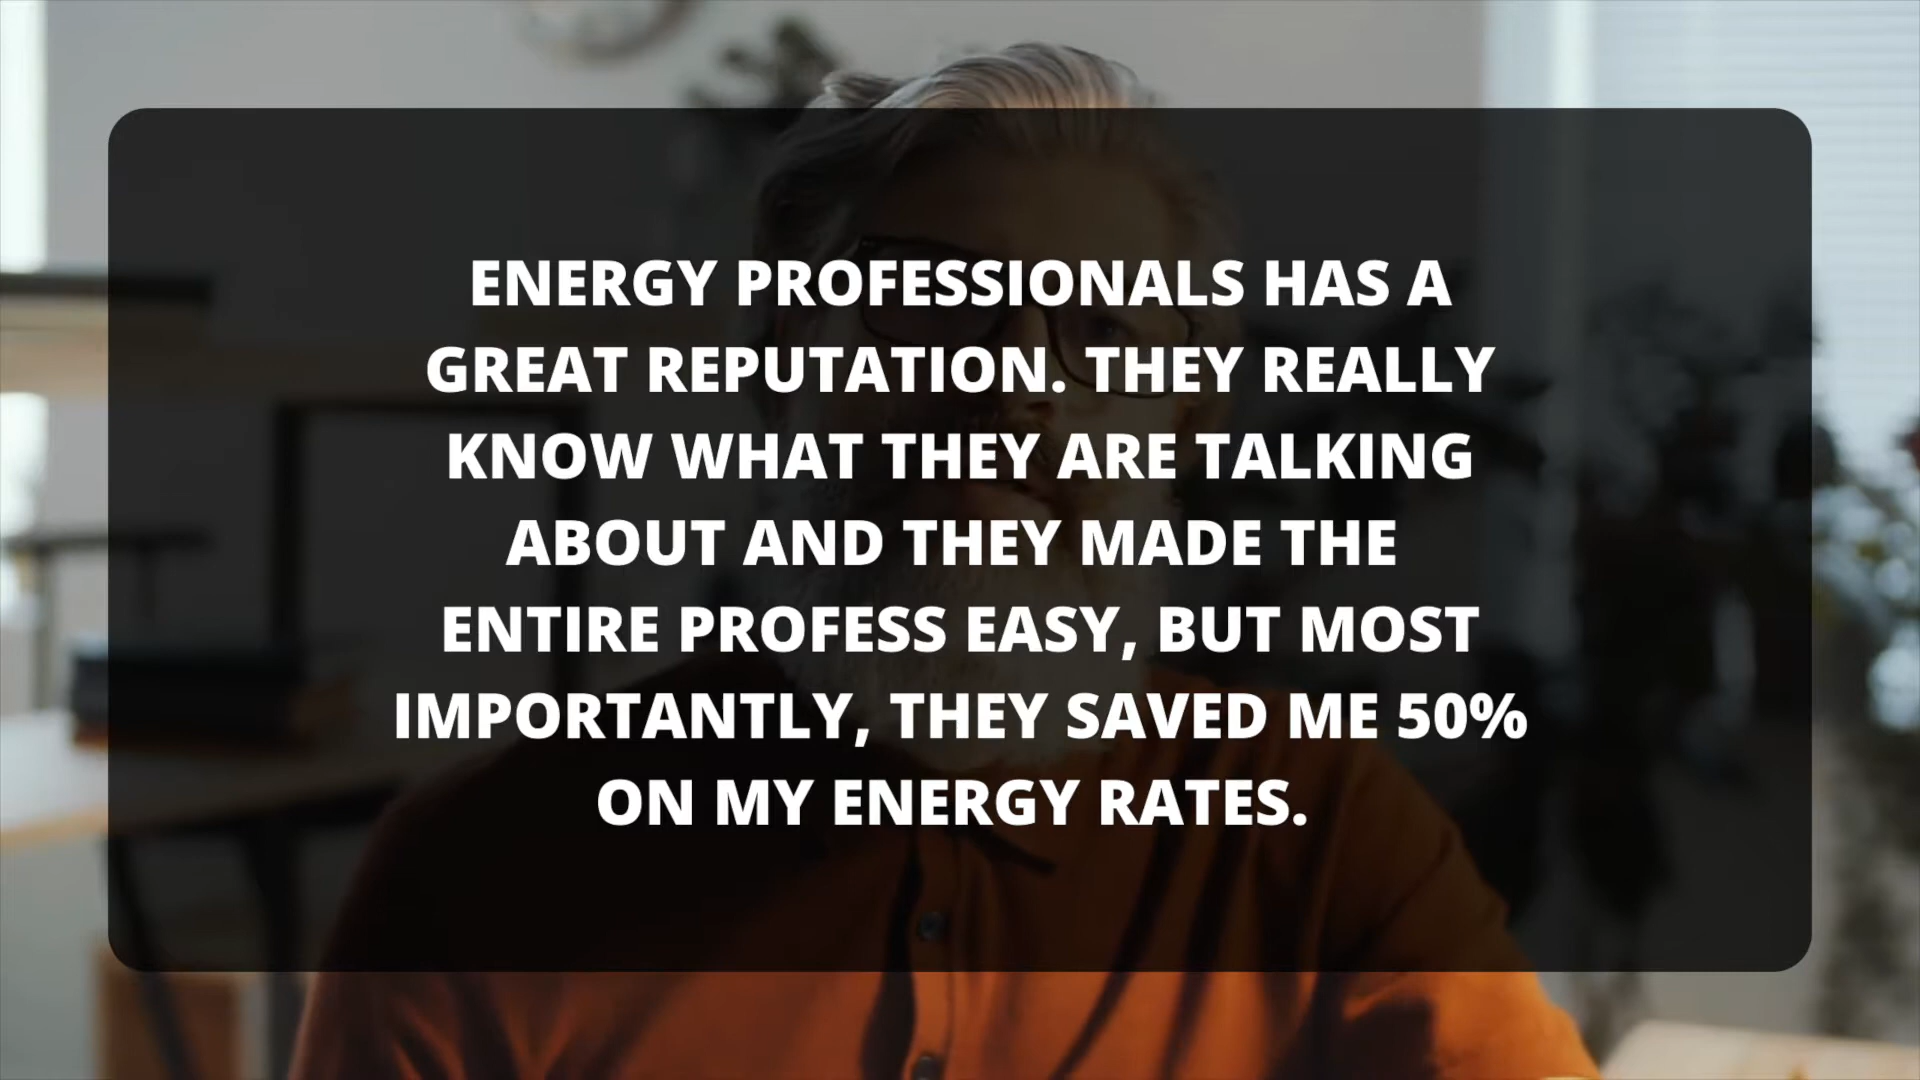 ENERGY PROFESSIONALS HAS A
GREAT REPUTATION. THEY REALLY
KNOW WHAT THEY ARE TALKING
ABOUT AND THEY MADE THE
ENTIRE PROFESS EASY, BUT MOST
IMPORTANTLY, THEY SAVED ME 50%
ON MY ENERGY RATES.